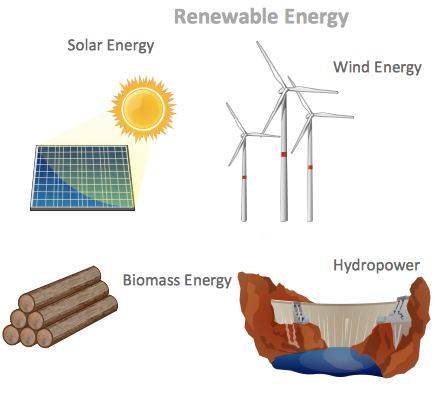 Renewable Energy
Solar Energy
Wind Energy
Biomass Energy
Hydropower